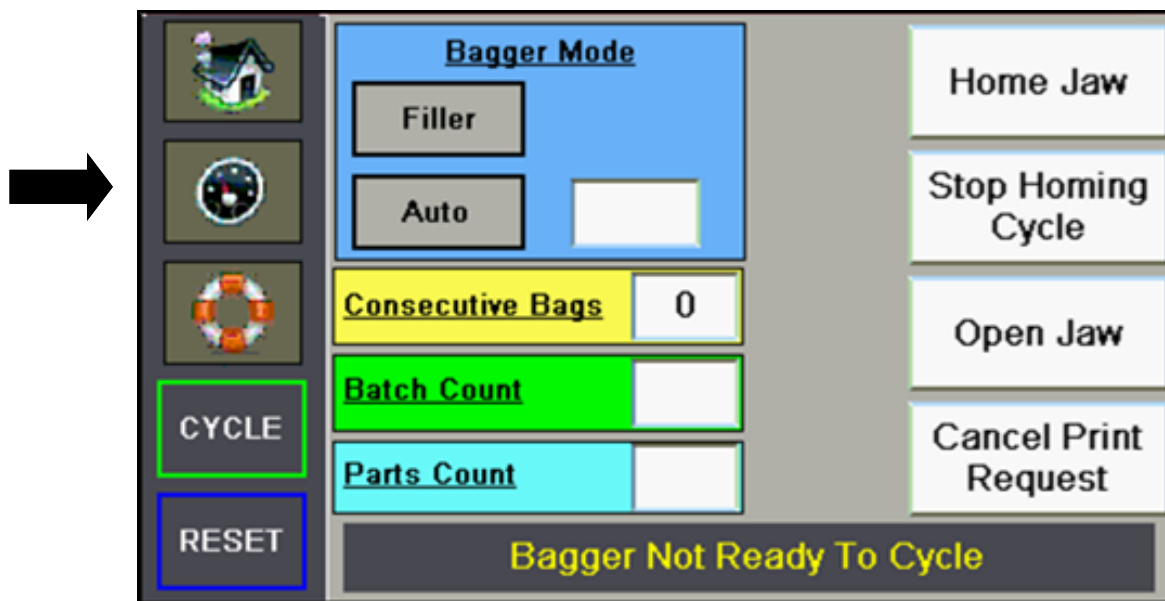 Bagger Mode
Filler
Auto
Consecutive Bags 0
Batch Count
Parts Count
CYCLE
RESET
Home Jaw
Stop Homing
Cycle
Open Jaw
Cancel Print
Request
Bagger Not Ready To Cycle